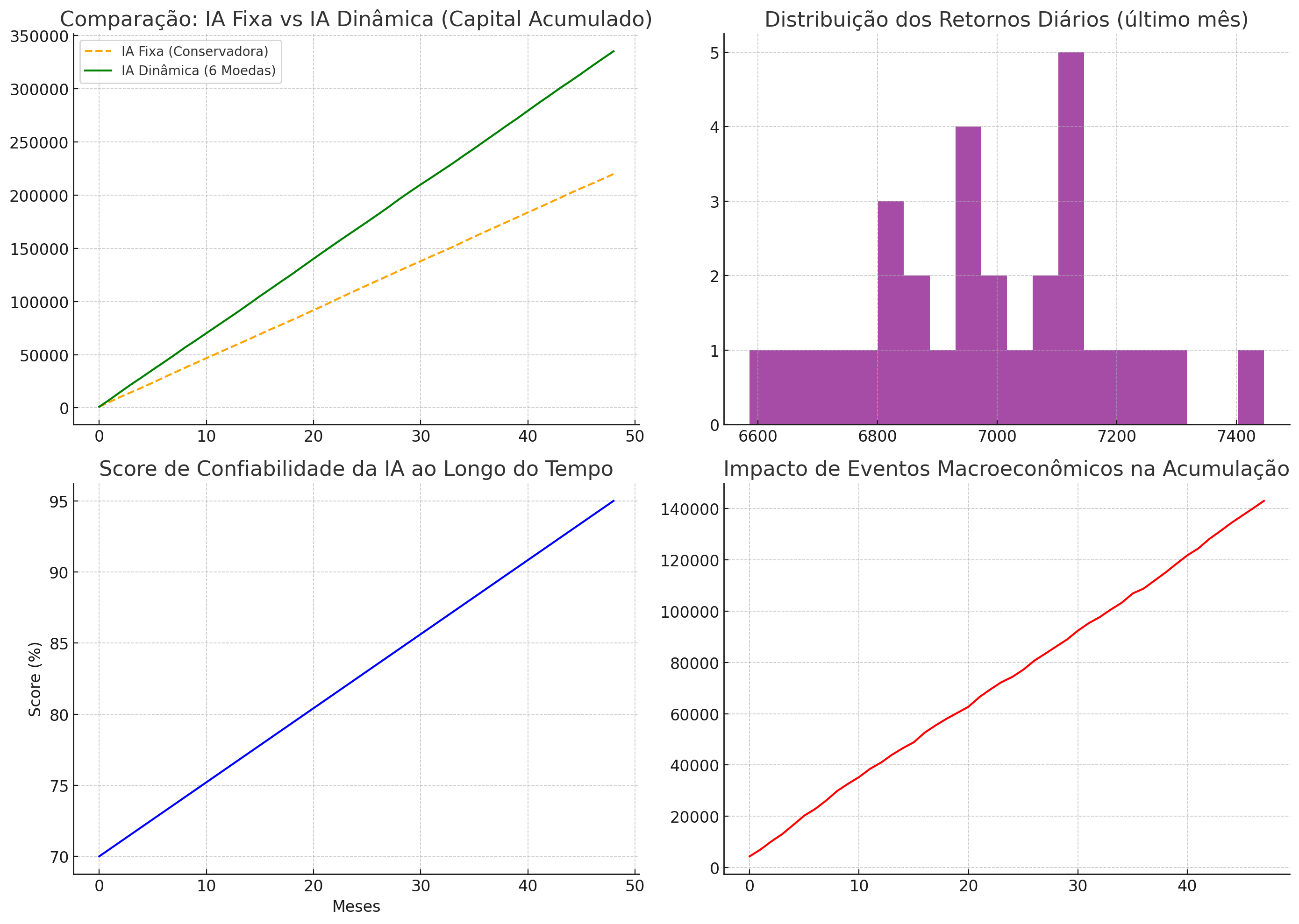 Comparação: IA Fixa vs IA Dinâmica (Capital Acumulado)
350000
300000
250000
200000
150000
100000
50000
0
IA Fixa (Conservadora)
IA Dinâmica (6 Moedas)
0 10 20 30 40 50
Distribuição dos Retornos Diários (último mês)
5
4
3
2
1
0
6600 6800 7000 7200 7400
Score de Confiabilidade da IA ao Longo do Tempo
Score (%)
95
90
85
80
75
70
0 10 20 30 40 50
Meses
Impacto de Eventos Macroeconômicos na Acumulação
140000
120000
100000
80000
60000
40000
20000
0
0 10 20 30 40